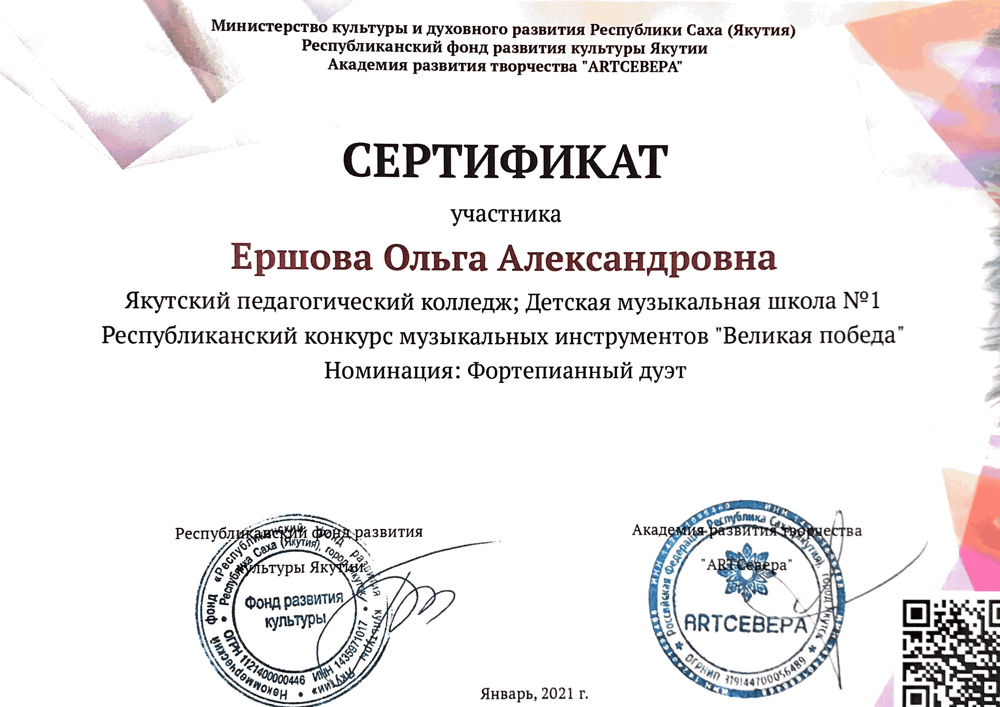 Министерство культуры и духовного развития Республики Саха (Якутия)
Республиканский фонд развития культуры Якутии
Академия развития творчества "ARTСЕВЕРА"
СЕРТИФИКАТ
участника
Ершова Ольга Александровна
Якутский педагогический колледж; Детская музыкальная школа №1
Республиканский конкурс музыкальных инструментов "Великая победа"
Номинация: Фортепианный дуэт
Республиканский фонд развития
культуры Якутии
Некоммерческий фонд «Республиканский фонд развития культуры Якутии»
Республика Саха (Якутия), город Якутск
ОГРН 1121400000446 ИНН 1435971017
Фонд развития
культуры
Академия развития творчества
"ARTСевера"
Российская Федерация, Республика Саха (Якутия), город Якутск
ARTСЕВЕРА
ОГРНИП 319144700056489
Январь, 2021 г.